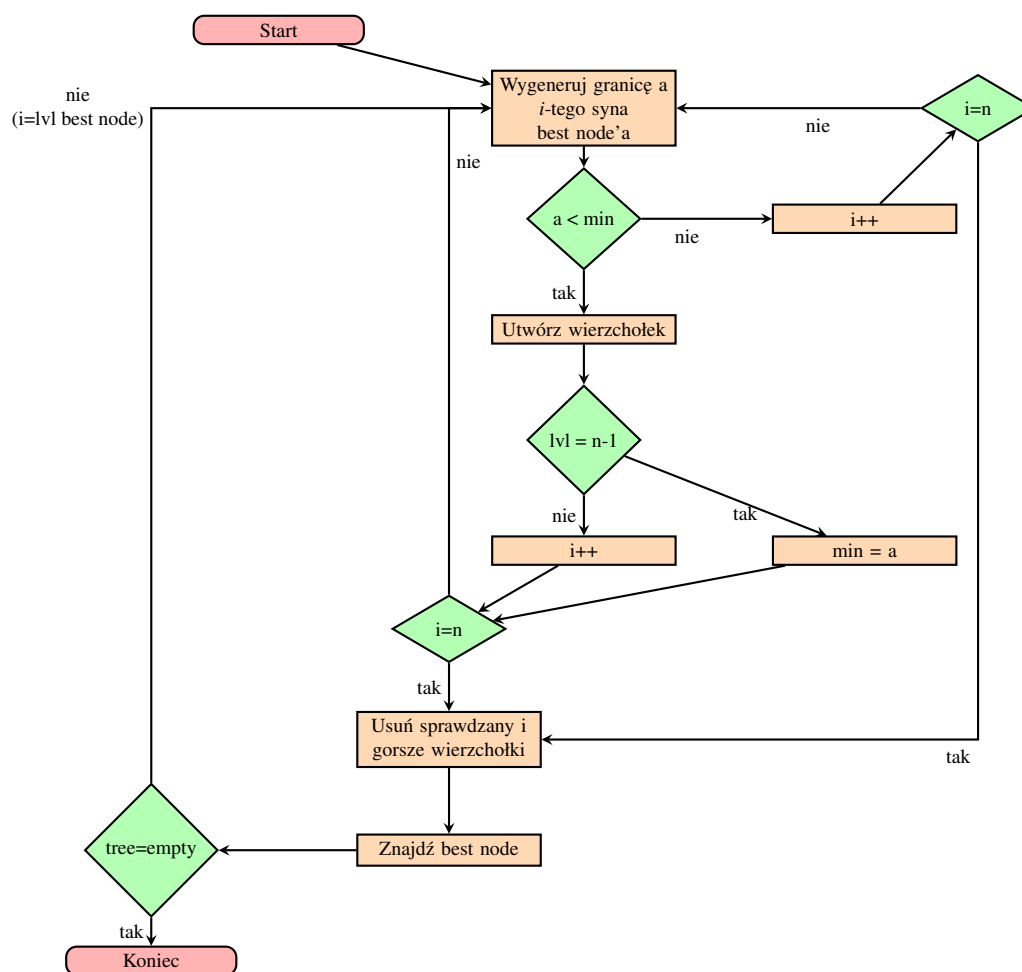 Start
Wygeneruj granicę a
i-tego syna
best node'a
i=n
nie
nie
(i=lvl best node)
nie
a < min
nie
i++
tak
Utwórz wierzchołek
lvl = n-1
nie
tak
i++
min = a
i=n
tak
Usuń sprawdzany i
gorsze wierzchołki
tak
Znajdź best node
tree=empty
tak
Koniec